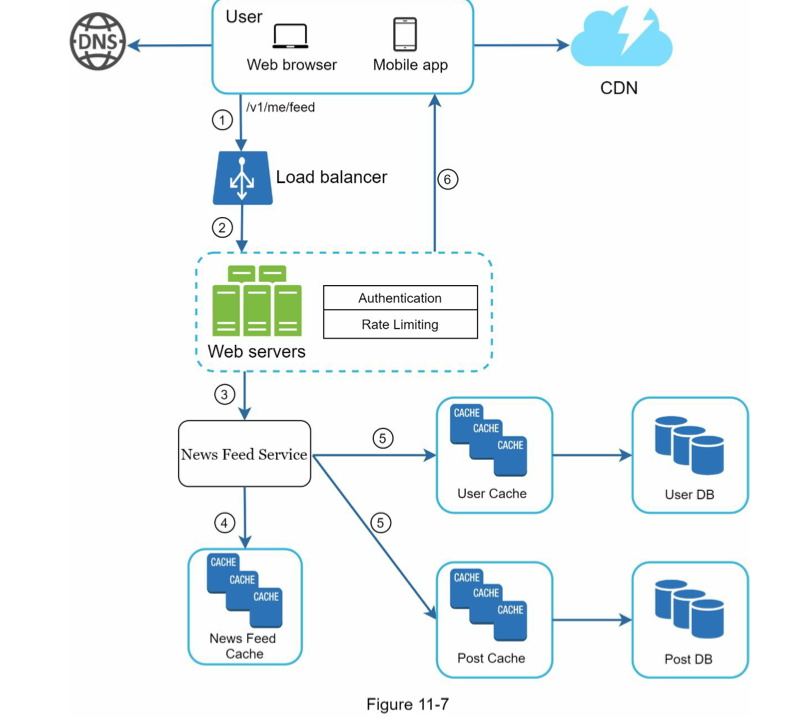 User
DNS
Web browser
Mobile app
CDN
/v1/me/feed
1
Load balancer
6
2
Authentication
Rate Limiting
Web servers
3
CACHE
CACHE
CACHE
User Cache
User DB
5
News Feed Service
5
4
CACHE
CACHE
CACHE
News Feed
Cache
CACHE
CACHE
CACHE
Post Cache
Post DB
Figure 11-7